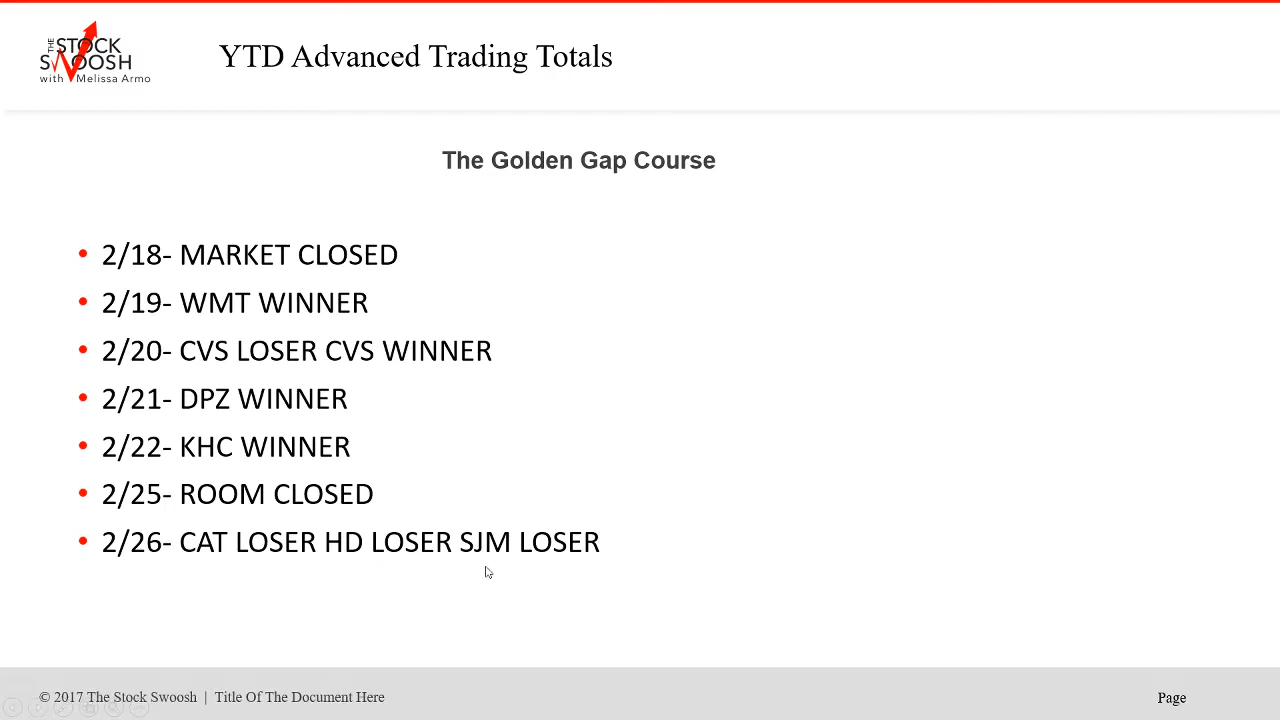 THE STOCK
SWOOSH
with Melissa Armo
YTD Advanced Trading Totals
The Golden Gap Course
• 2/18- MARKET CLOSED
• 2/19- WMT WINNER
• 2/20- CVS LOSER CVS WINNER
• 2/21- DPZ WINNER
• 2/22- KHC WINNER
• 2/25- ROOM CLOSED
• 2/26- CAT LOSER HD LOSER SJM LOSER
© 2017 The Stock Swoosh | Title Of The Document Here
Page